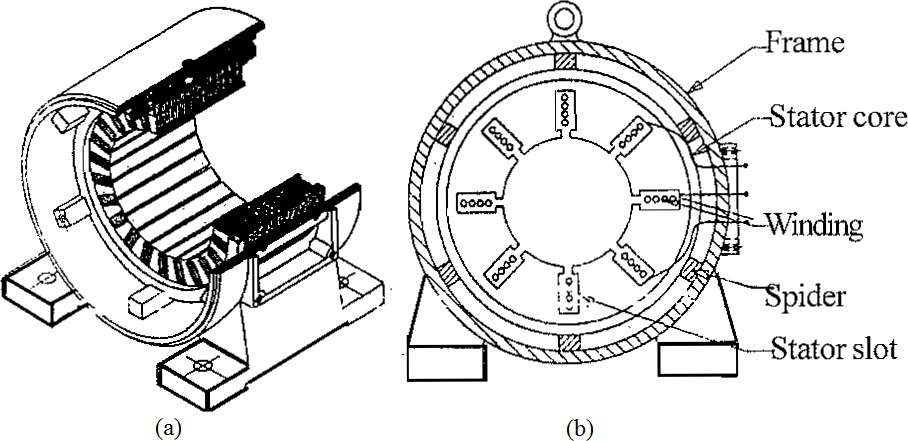 Frame
Stator core
Winding
Spider
Stator slot
(a)
(b)